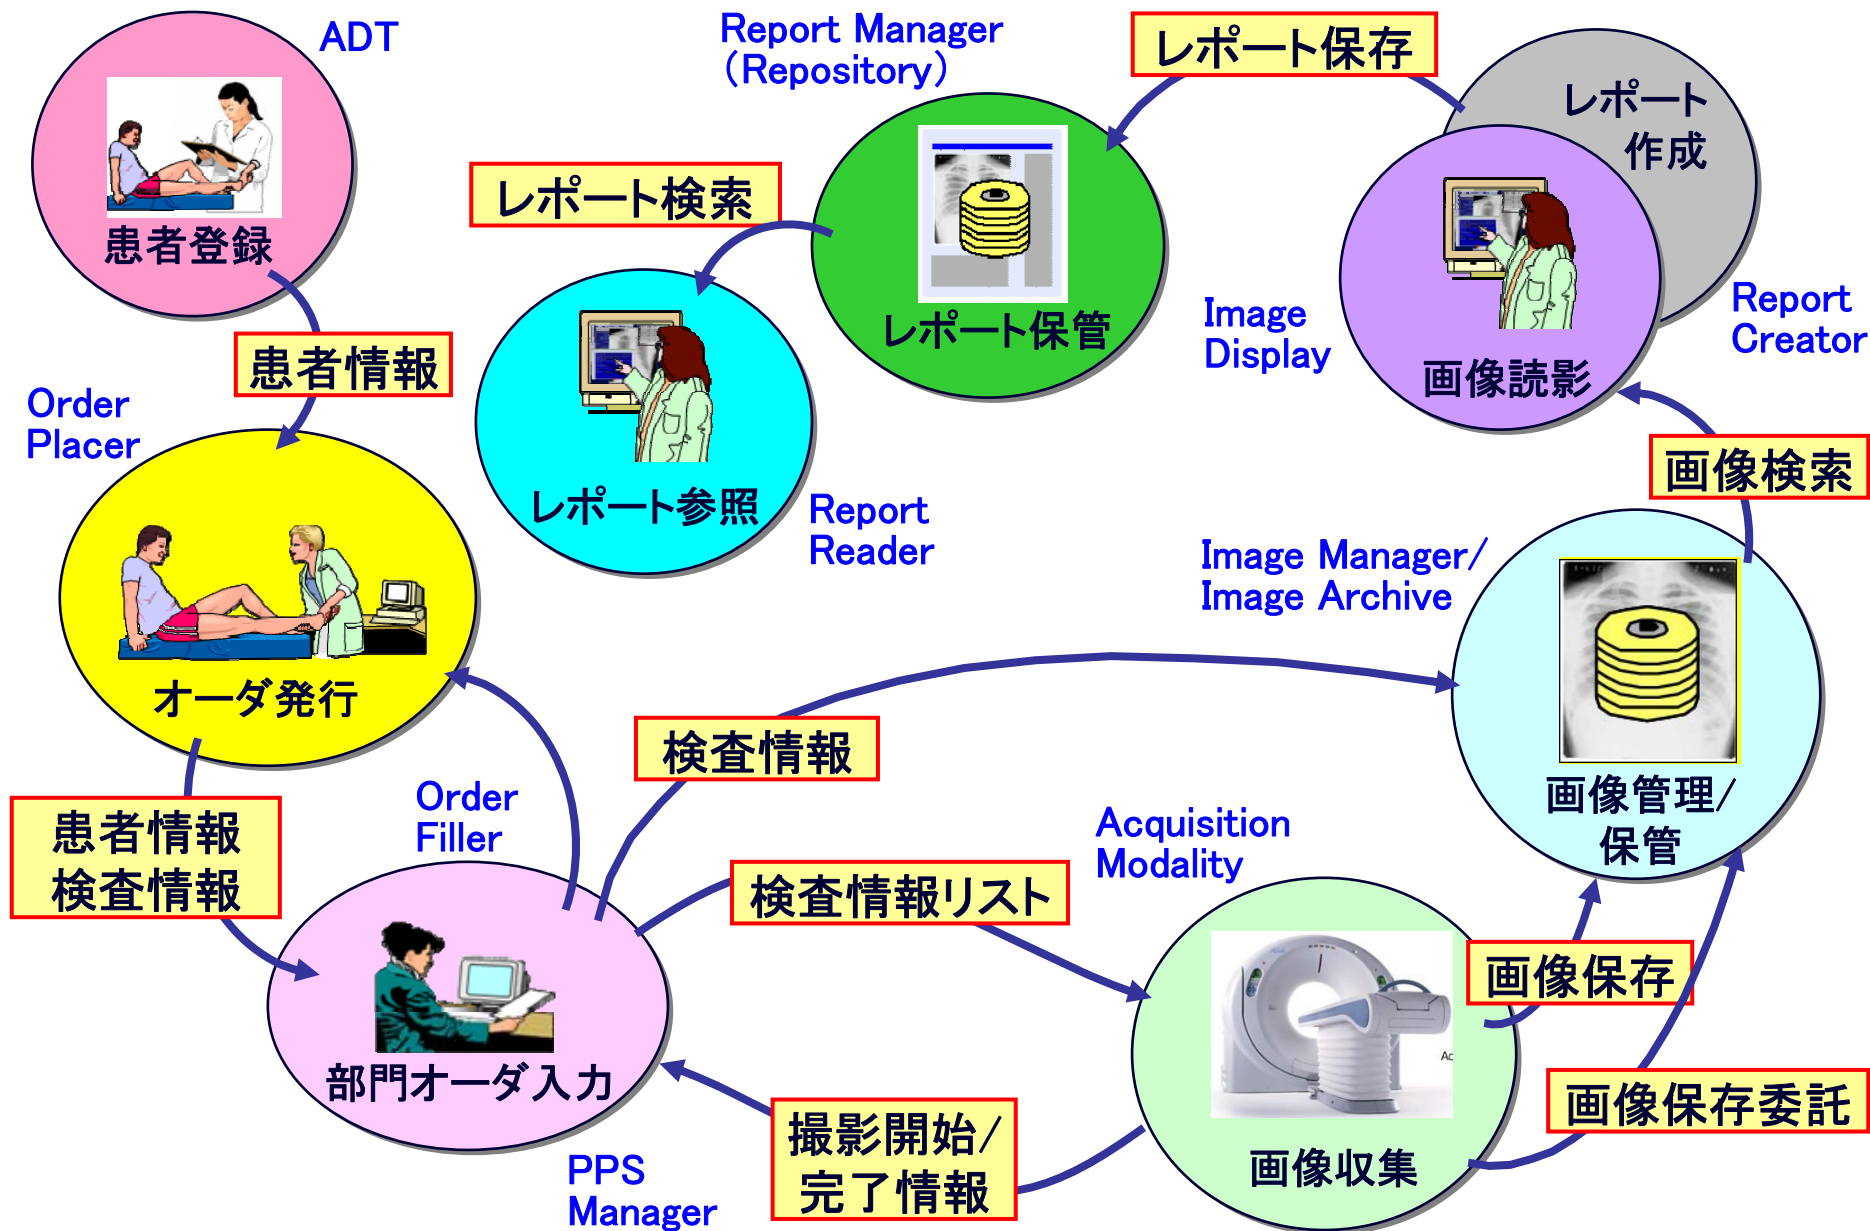 ADT
患者登録
患者情報
Order
Placer
オーダ発行
患者情報
検査情報
Order
Filler
部門オーダ入力
PPS
Manager
Report Manager
（Repository）
レポート保存
レポート
作成
レポート検索
レポート保管
Image
Display
画像読影
Report
Creator
レポート参照
Report
Reader
画像検索
Image Manager/
Image Archive
画像管理/
保管
検査情報
検査情報リスト
Acquisition
Modality
画像保存
Ac
画像保存委託
撮影開始/
完了情報
画像収集